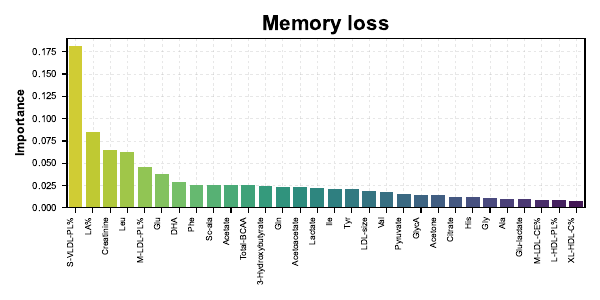 Memory loss
Importance
0.175
0.150
0.125
0.100
0.075
0.050
0.025
0.000
S-VLDL-PL%
LA%
Creatinine
Leu
M-LDL-PL%
Glu
DHA
Phe
Sc-ala
Acetate
Total-BCAA
3-Hydroxybutyrate
Gln
Acetoacetate
Lactate
Ile
Tyr
LDL-size
Val
Pyruvate
GlycA
Acetone
Citrate
His
Gly
Ala
Glu-lactate
M-LDL-CE%
L-HDL-PL%
XL-HDL-C%